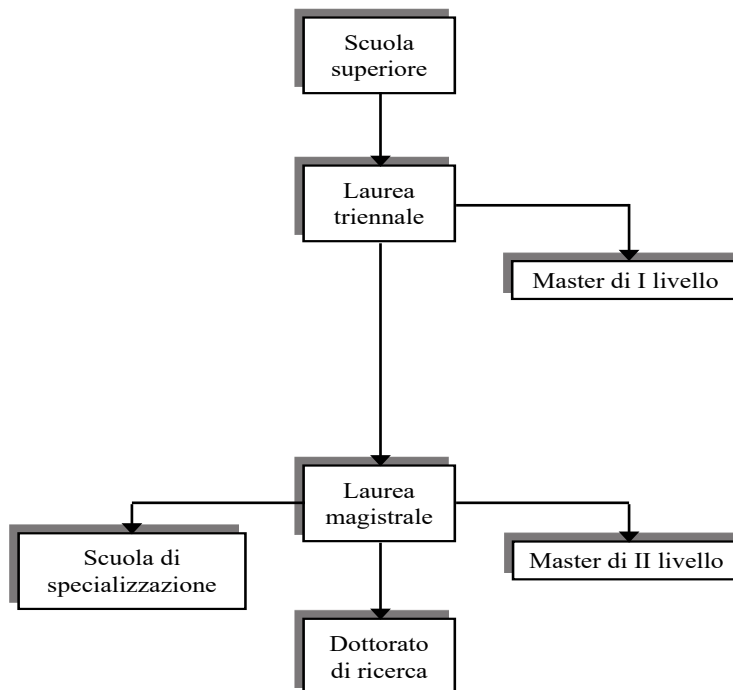 Scuola
superiore
Laurea
triennale
Master di I livello
Laurea
magistrale
Scuola di
specializzazione
Master di II livello
Dottorato
di ricerca